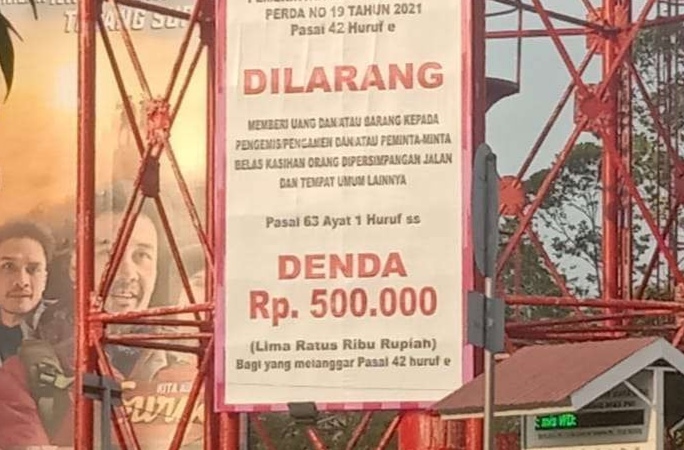 PERDA NO 19 TAHUN 2021
Pasal 42 Huruf e
DILARANG
MEMBERI UANG DAN/ATAU BARANG KEPADA
PENGEMIS/PENGAMEN DAN/ATAU PEMINTA-MINTA
BELAS KASIHAN ORANG DIPERSIMPANGAN JALAN
DAN TEMPAT UMUM LAINNYA
Pasal 63 Ayat 1 Huruf ss
DENDA
Rp. 500.000
(Lima Ratus Ribu Rupiah)
Bagi yang melanggar Pasal 42 huruf e